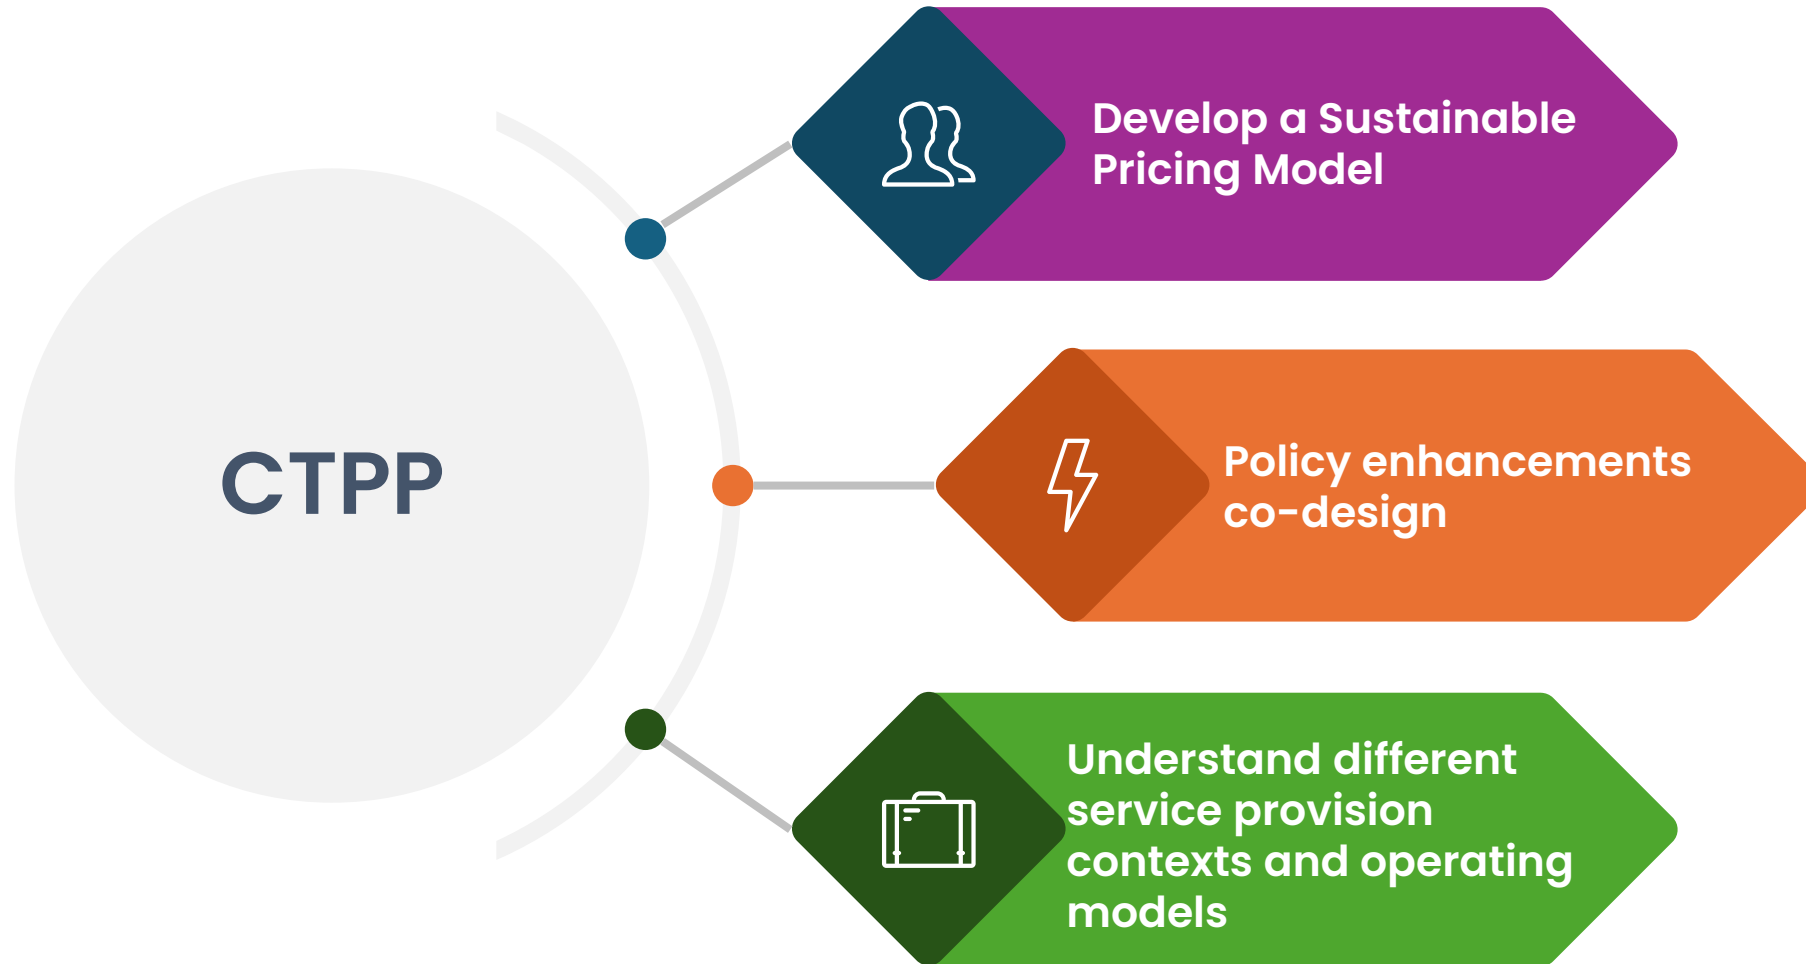 CTPP
Develop a Sustainable
Pricing Model
Policy enhancements
co-design
Understand different
service provision
contexts and operating
models